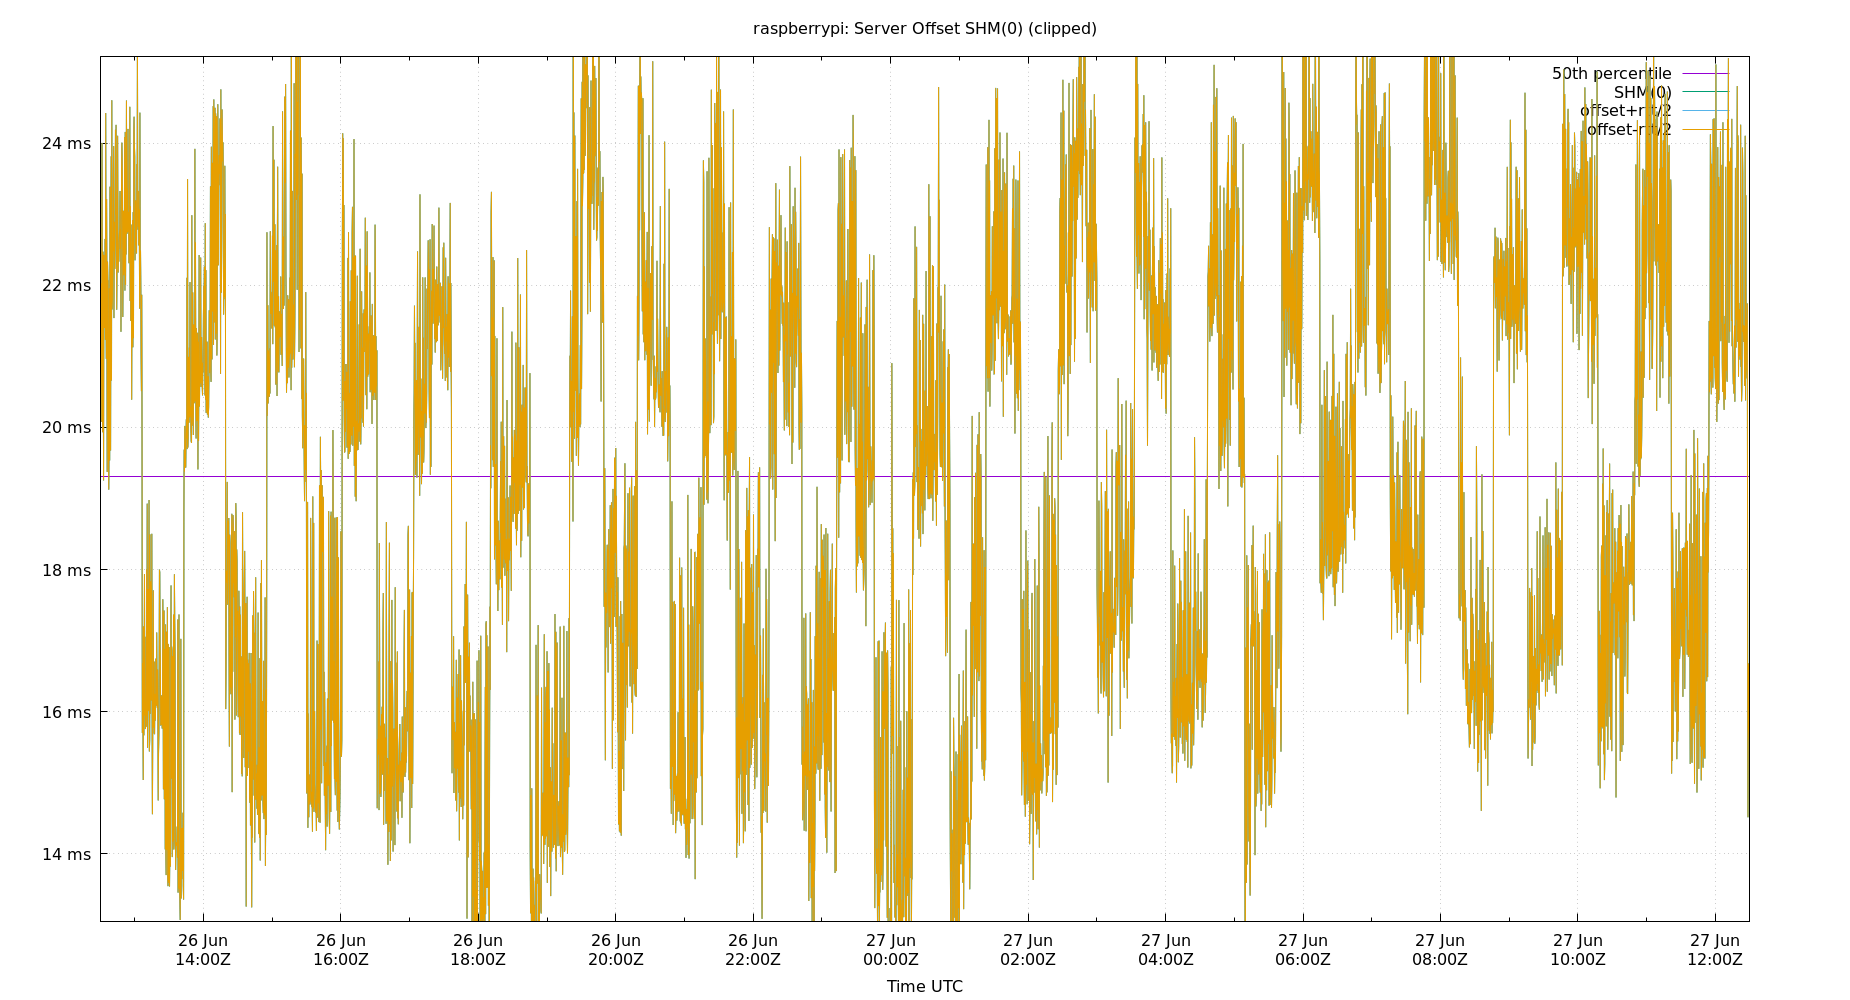 raspberrypi: Server Offset SHM(0) (clipped)
50th percentile
SHM(0)
offset+rtt/2
offset-rtt/2
24 ms
22 ms
20 ms
18 ms
16 ms
14 ms
26 Jun 26 Jun 26 Jun 26 Jun 26 Jun 27 Jun 27 Jun 27 Jun 27 Jun 27 Jun 27 Jun 27 Jun
14:00Z 16:00Z 18:00Z 20:00Z 22:00Z 00:00Z 02:00Z 04:00Z 06:00Z 08:00Z 10:00Z 12:00Z
Time UTC